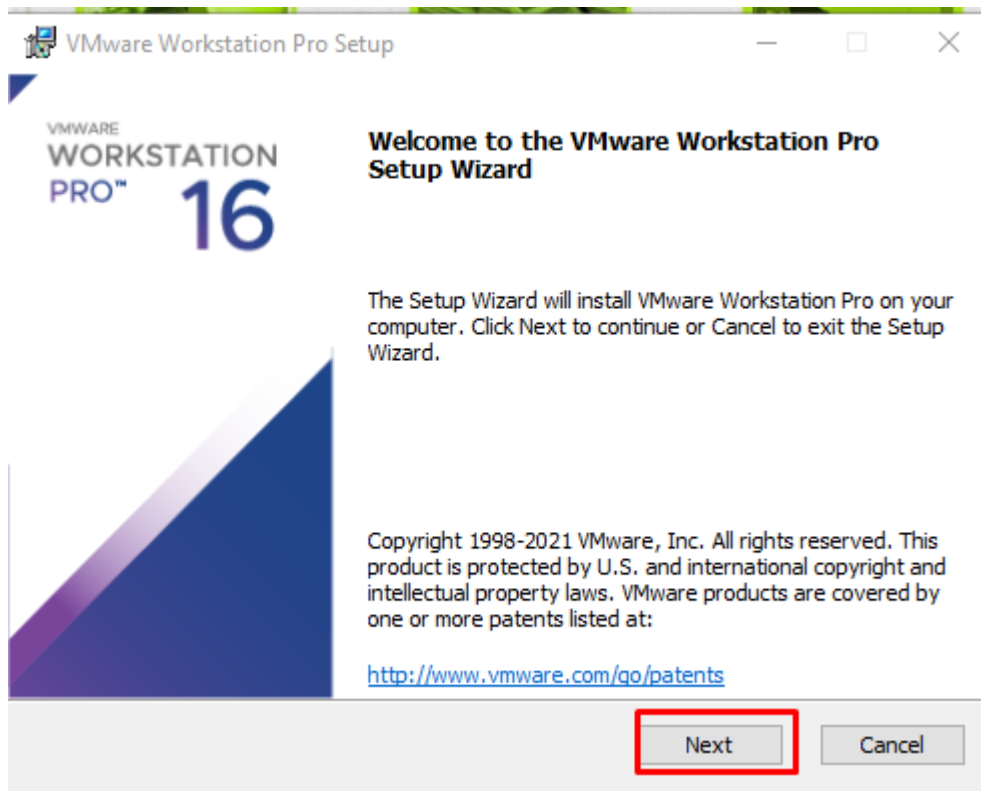 VMware Workstation Pro Setup
VMWARE
WORKSTATION
PRO™ 16
Welcome to the VMware Workstation Pro
Setup Wizard
The Setup Wizard will install VMware Workstation Pro on your
computer. Click Next to continue or Cancel to exit the Setup
Wizard.
Copyright 1998-2021 VMware, Inc. All rights reserved. This
product is protected by U.S. and international copyright and
intellectual property laws. VMware products are covered by
one or more patents listed at:
http://www.vmware.com/go/patents
Next Cancel